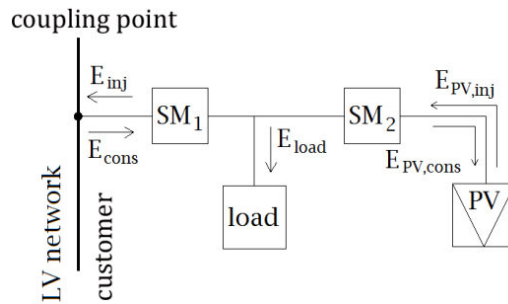 coupling point
E_inj
SM_1
SM_2
E_PV,inj
E_cons
E_load
E_PV,cons
load
PV
LV network
customer